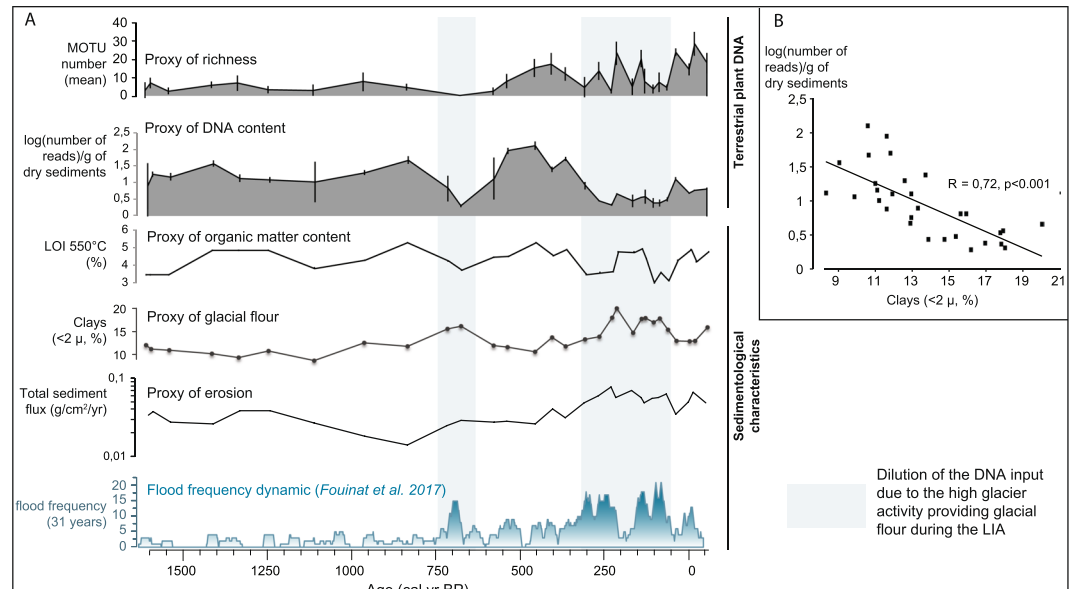 A
MOTU
number
(mean)
40
30
20
10
0
Proxy of richness
log(number of
reads)/g of
dry sediments
2,5
2
1,5
1
0,5
0
Proxy of DNA content
Terrestrial plant DNA
LOI 550°C
(%)
6
5
4
3
Proxy of organic matter content
Clays
(<2 µ, %)
20
15
10
Proxy of glacial flour
Total sediment
flux (g/cm²/yr)
0,1
0,01
Proxy of erosion
Sedimentological
characteristics
flood frequency
(31 years)
20
15
10
5
0
Flood frequency dynamic (Fouinat et al. 2017)
1500 1250 1000 750 500 250 0
Age (cal yr BP)
B
log(number of
reads)/g of
dry sediments
2,5
2
1,5
1
0,5
0
R = 0,72, p<0.001
9 11 13 15 17 19 21
Clays (<2 µ, %)
Dilution of the DNA input
due to the high glacier
activity providing glacial
flour during the LIA